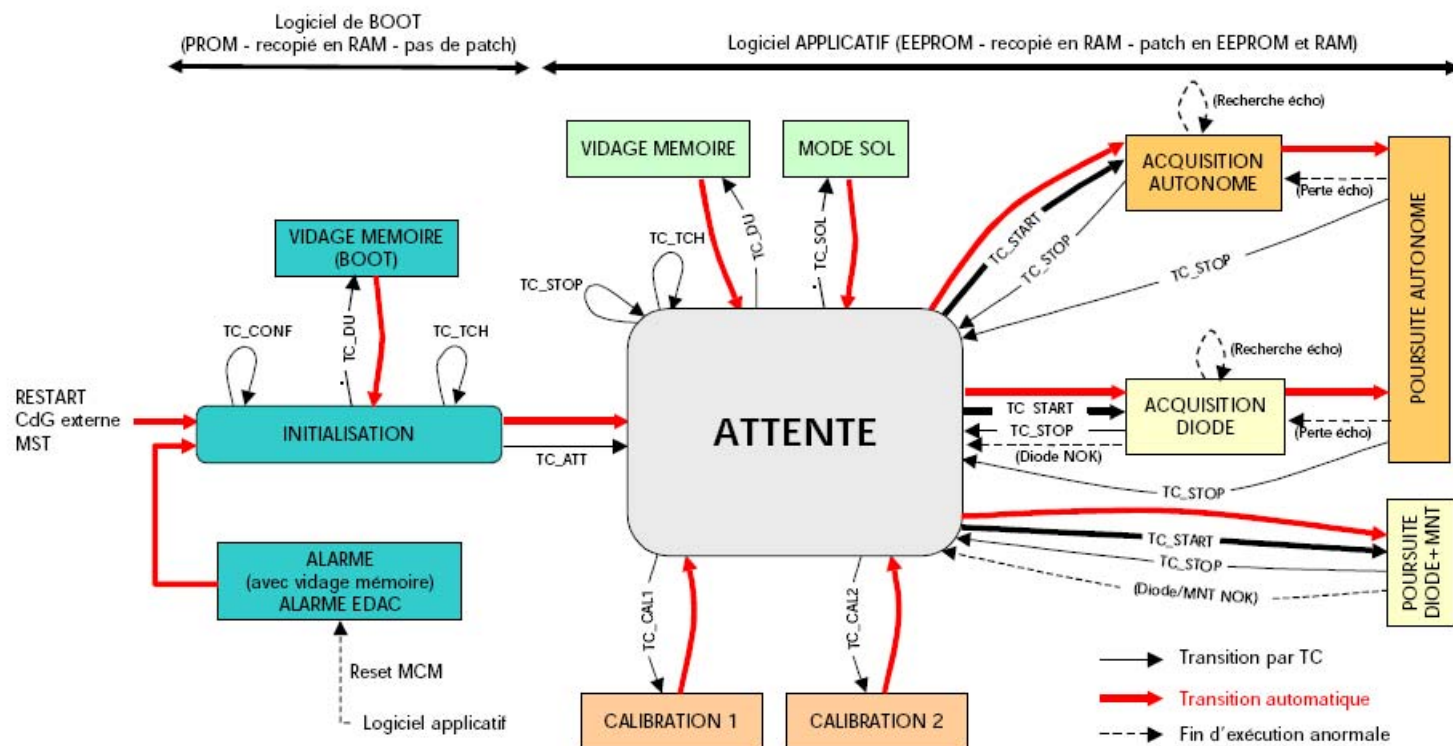 Logiciel de BOOT
(PROM - recopié en RAM - pas de patch)
Logiciel APPLICATIF (EEPROM - recopié en RAM - patch en EEPROM et RAM)
(Recherche écho)
VIDAGE MEMOIRE
MODE SOL
ACQUISITION
AUTONOME
(Perte écho)
TC_DU
TC_SOL
TC_START
TC_STOP
TC_STOP
POURSUITE AUTONOME
VIDAGE MEMOIRE
(BOOT)
TC_TCH
TC_STOP
TC_CONF
TC_DU
TC_TCH
(Recherche écho)
RESTART
CdG externe
MST
INITIALISATION
TC_ATT
ATTENTE
TC_START
TC_STOP
(Diode NOK)
ACQUISITION
DIODE
(Perte écho)
TC_STOP
TC_START
TC_STOP
(Diode/MNT NOK)
POURSUITE
DIODE+MNT
ALARME
(avec vidage mémoire)
ALARME EDAC
TC_CAL1
TC_CAL2
Reset MCM
Logiciel applicatif
CALIBRATION 1
CALIBRATION 2
Transition par TC
Transition automatique
Fin d'exécution anormale